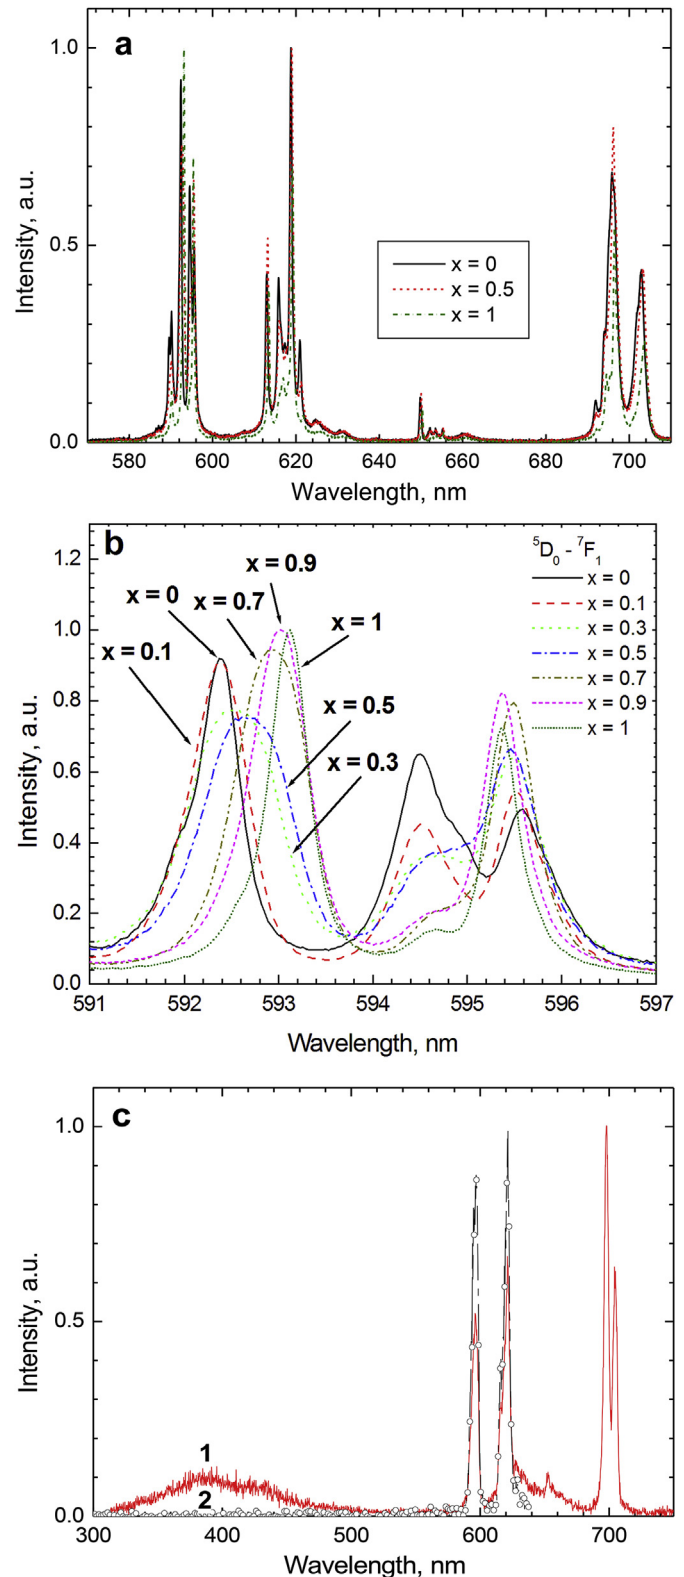 a
1.0
0.5
0.0
Intensity, a.u.
x = 0
x = 0.5
x = 1
580 600 620 640 660 680 700
Wavelength, nm
b
1.2
1.0
0.8
0.6
0.4
0.2
0.0
Intensity, a.u.
x = 0.9
x = 0
x = 0.7
x = 1
x = 0.1
x = 0.5
x = 0.3
⁵D₀ - ⁷F₁
x = 0
x = 0.1
x = 0.3
x = 0.5
x = 0.7
x = 0.9
x = 1
591 592 593 594 595 596 597
Wavelength, nm
c
1.0
0.5
0.0
Intensity, a.u.
1
2
300 400 500 600 700
Wavelength, nm